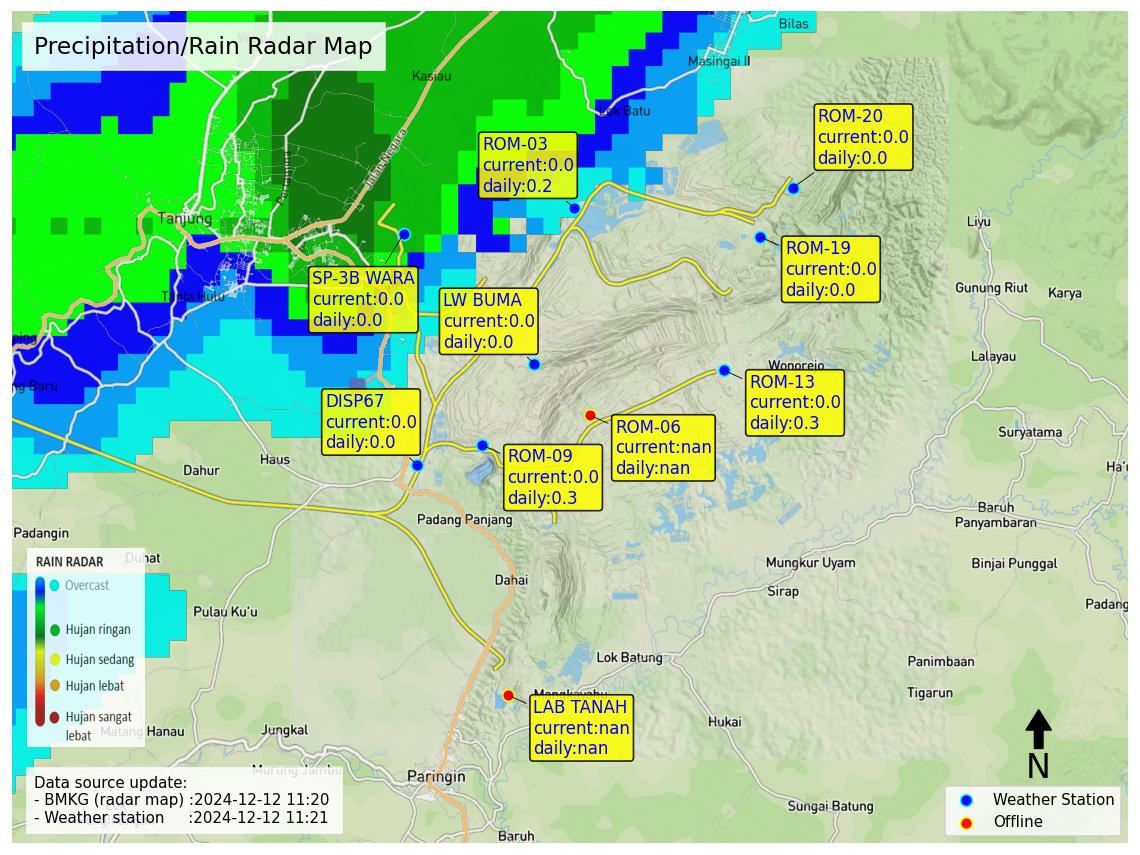 Precipitation/Rain Radar Map
Bilas
Masingai II
Kasiau
Lok Batu
Jalan Negara
ROM-20
current:0.0
daily:0.0
ROM-03
current:0.0
daily:0.2
Tanjung
Liyu
ROM-19
current:0.0
daily:0.0
SP-3B WARA
current:0.0
daily:0.0
LW BUMA
current:0.0
daily:0.0
Tanta Hulu
Gunung Riut
Karya
ping
Lalayau
Wonorejo
ng Baru
ROM-13
current:0.0
daily:0.3
DISP67
current:0.0
daily:0.0
ROM-06
current:nan
daily:nan
Suryatama
ROM-09
current:0.0
daily:0.3
Haus
Dahur
Baruh
Panyambaran
Padang Panjang
Padangin
Duhat
Mungkur Uyam
Binjai Punggal
Dahai
Sirap
Padang
Pulau Ku'u
RAIN RADAR
Overcast
Hujan ringan
Hujan sedang
Hujan lebat
Hujan sangat
lebat
Lok Batung
Panimbaan
Tigarun
Mangkayahu
LAB TANAH
current:nan
daily:nan
Matang Hanau
Jungkal
Hukai
Murung Jambu
Paringin
Sungai Batung
Baruh
N
Data source update:
- BMKG (radar map) :2024-12-12 11:20
- Weather station :2024-12-12 11:21
Weather Station
Offline